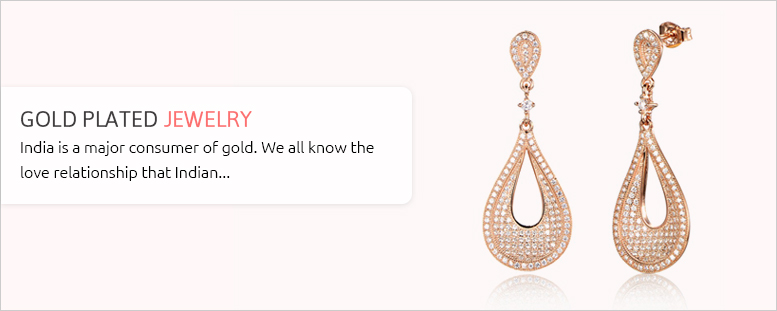 GOLD PLATED JEWELRY
India is a major consumer of gold. We all know the
love relationship that Indian...